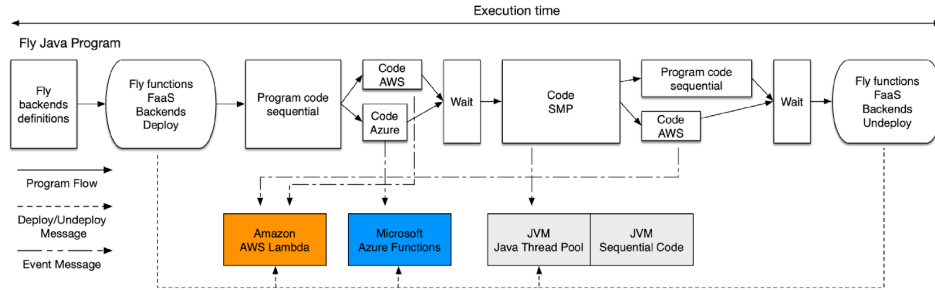 Execution time
Fly Java Program
Fly
backends
definitions
Fly functions
FaaS
Backends
Deploy
Program code
sequential
Code
AWS
Code
Azure
Wait
Code
SMP
Program code
sequential
Code
AWS
Wait
Fly functions
FaaS
Backends
Undeploy
Program Flow
Deploy/Undeploy
Message
Event Message
Amazon
AWS Lambda
Microsoft
Azure Functions
JVM
Java Thread Pool
JVM
Sequential Code